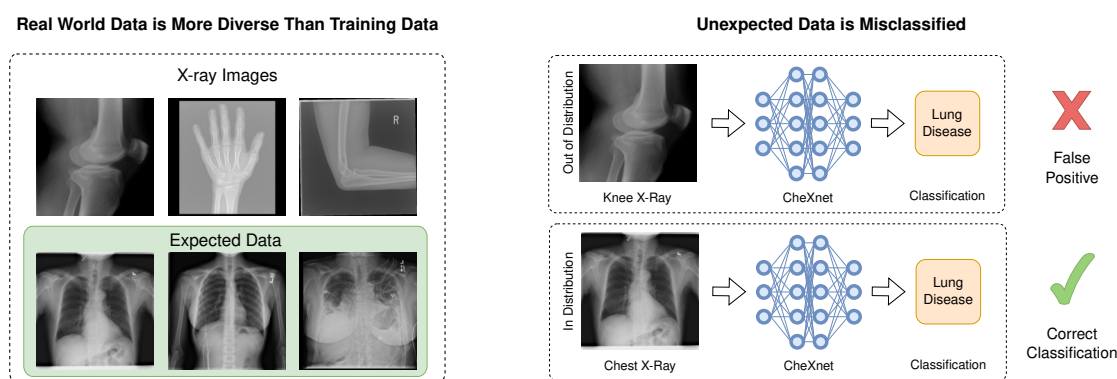 Real World Data is More Diverse Than Training Data
X-ray Images
R
Expected Data
Unexpected Data is Misclassified
Out of Distribution
Knee X-Ray
CheXnet
Lung
Disease
Classification
False
Positive
In Distribution
Chest X-Ray
CheXnet
Lung
Disease
Classification
Correct
Classification